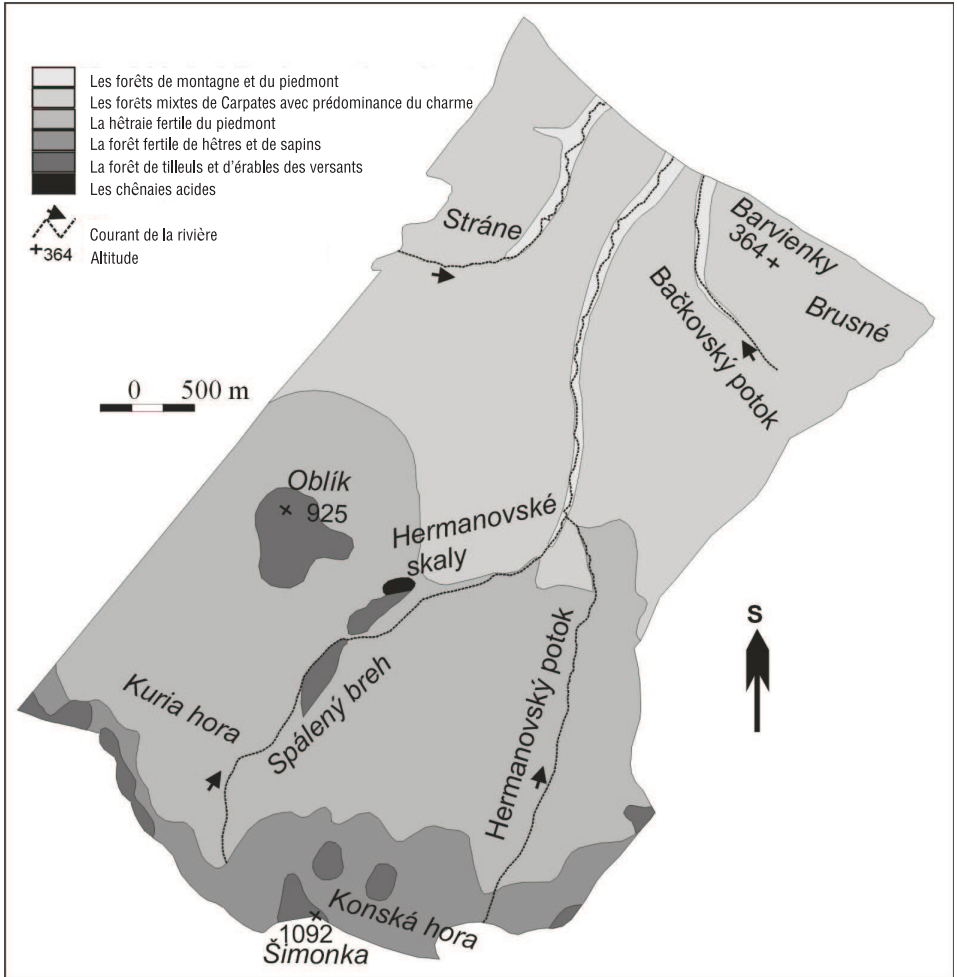 Les forêts de montagne et du piedmont
Les forêts mixtes de Carpates avec prédominance du charme
La hêtraie fertile du piedmont
La forêt fertile de hêtres et de sapins
La forêt de tilleuls et d'érables des versants
Les chênaies acides
Courant de la rivière
+364 Altitude
Stráne
Barvienky
364 +
Brusné
Bačkovský potok
0 500 m
Oblík
925
Hermanovské
skaly
S
Kuria hora
Spálený breh
Hermanovský potok
Konská hora
1092
Šimonka